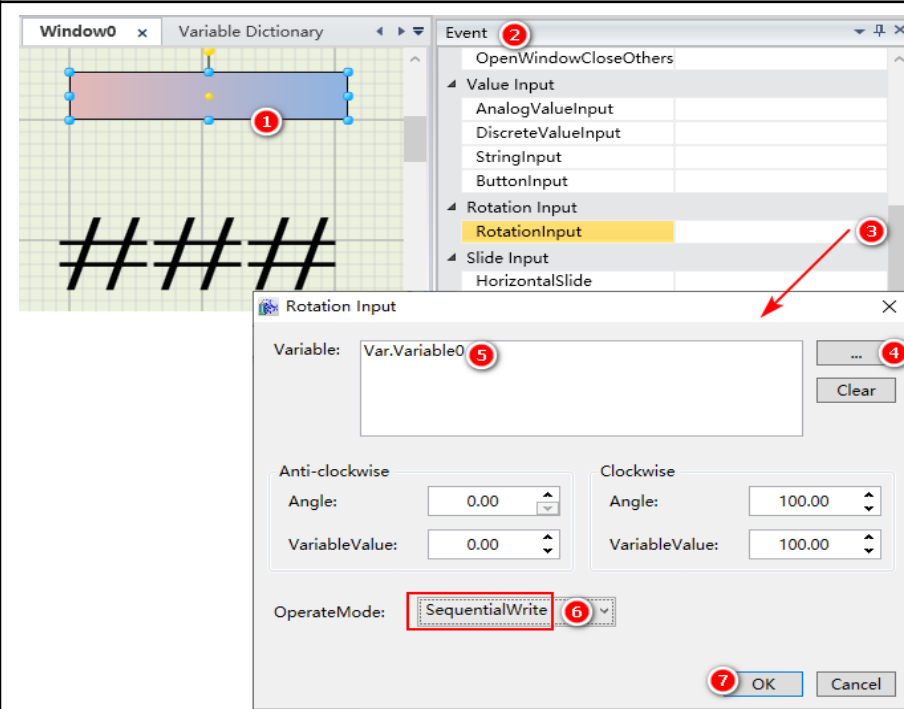 Window0 x Variable Dictionary
Event 2
OpenWindowCloseOthers
Value Input
1
AnalogValueInput
DiscreteValueInput
StringInput
ButtonInput
Rotation Input
###
RotationInput
3
Slide Input
HorizontalSlide
Rotation Input
Variable:
Var.Variable0 5
... 4
Clear
Anti-clockwise
Clockwise
Angle: 0.00
Angle: 100.00
VariableValue: 0.00
VariableValue: 100.00
OperateMode: SequentialWrite 6
7 OK Cancel